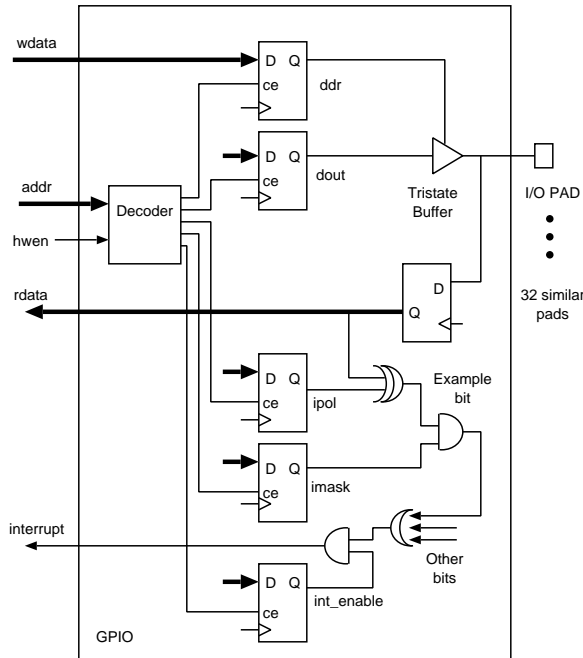 wdata
D Q
ce
ddr
D Q
ce
dout
Tristate
Buffer
I/O PAD
addr
Decoder
hwen
rdata
D
Q
32 similar
pads
D Q
ce
ipol
Example
bit
D Q
ce
imask
interrupt
Other
bits
D Q
ce
int_enable
GPIO